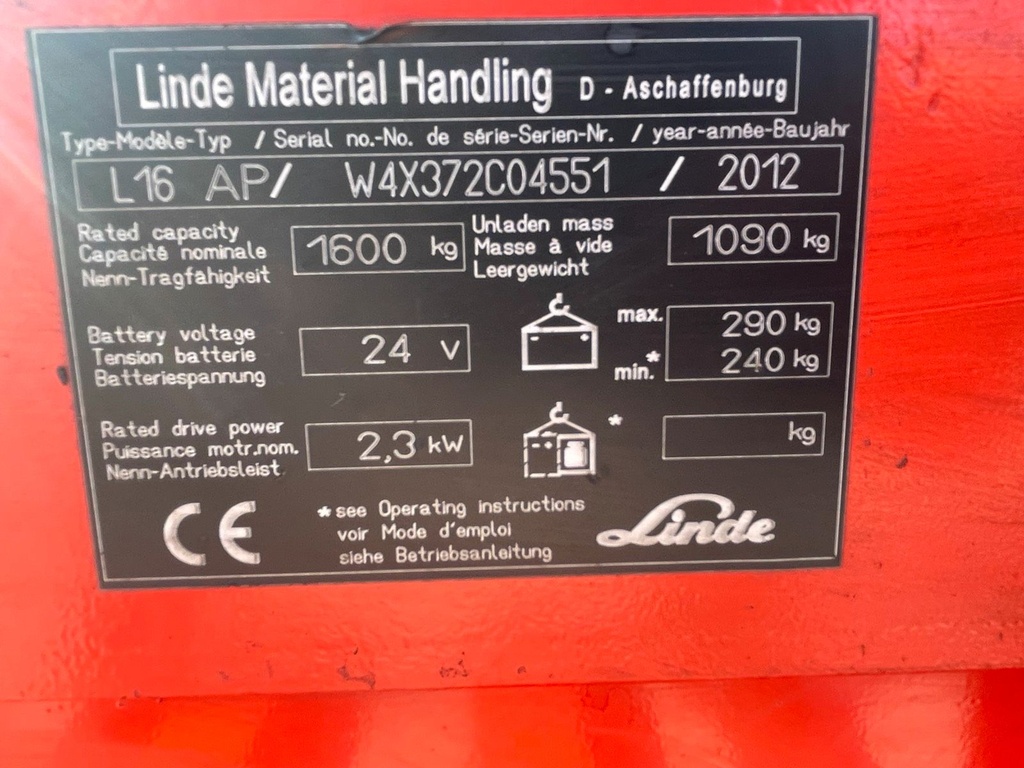 Linde Material Handling D - Aschaffenburg
Type-Modèle-Typ / Serial no.-No. de série-Serien-Nr. / year-année-Baujahr
L16 AP/ W4X372C04551 / 2012
Rated capacity
Capacité nominale
Nenn-Tragfähigkeit
1600 kg
Unladen mass
Masse à vide
Leergewicht
1090 kg
Battery voltage
Tension batterie
Batteriespannung
24 V
- +
max. 290 kg
min.* 240 kg
Rated drive power
Puissance motr.nom.
Nenn-Antriebsleist.
2,3 kW
- +
* kg
CE
*see Operating instructions
voir Mode d'emploi
siehe Betriebsanleitung
Linde